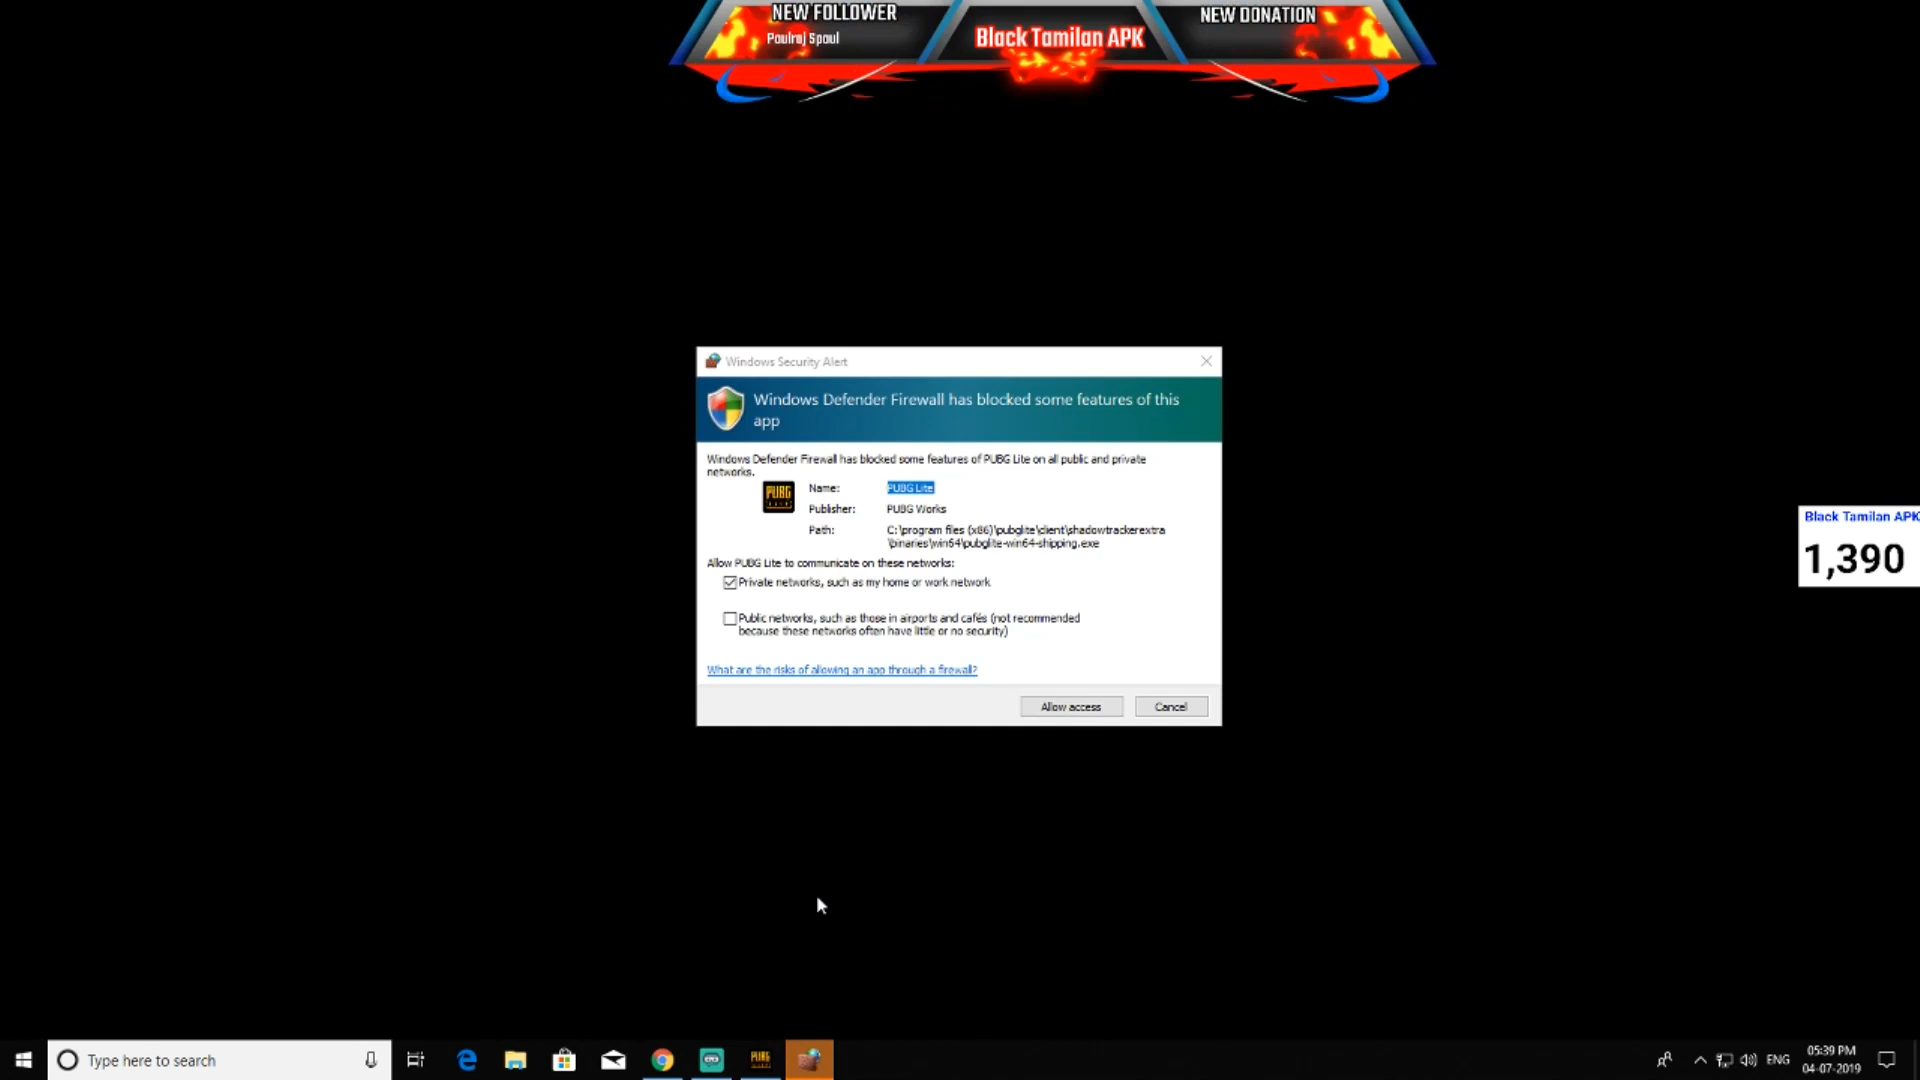 NEW FOLLOWER
Paulraj Spaul
Black Tamilan APK
NEW DONATION
Windows Security Alert
Windows Defender Firewall has blocked some features of this
app
Windows Defender Firewall has blocked some features of PUBG Lite on all public and private
networks.
Name: PUBG Lite
Publisher: PUBG Works
Path: C:\program files (x86)\pubglite\client\shadowtrackerextra
\binaries\win64\pubglite-win64-shipping.exe
Allow PUBG Lite to communicate on these networks:
Private networks, such as my home or work network
Public networks, such as those in airports and cafés (not recommended
because these networks often have little or no security)
What are the risks of allowing an app through a firewall?
Allow access
Cancel
Black Tamilan APK
1,390
Type here to search
PUBG
ENG
05:39 PM
04-07-2019